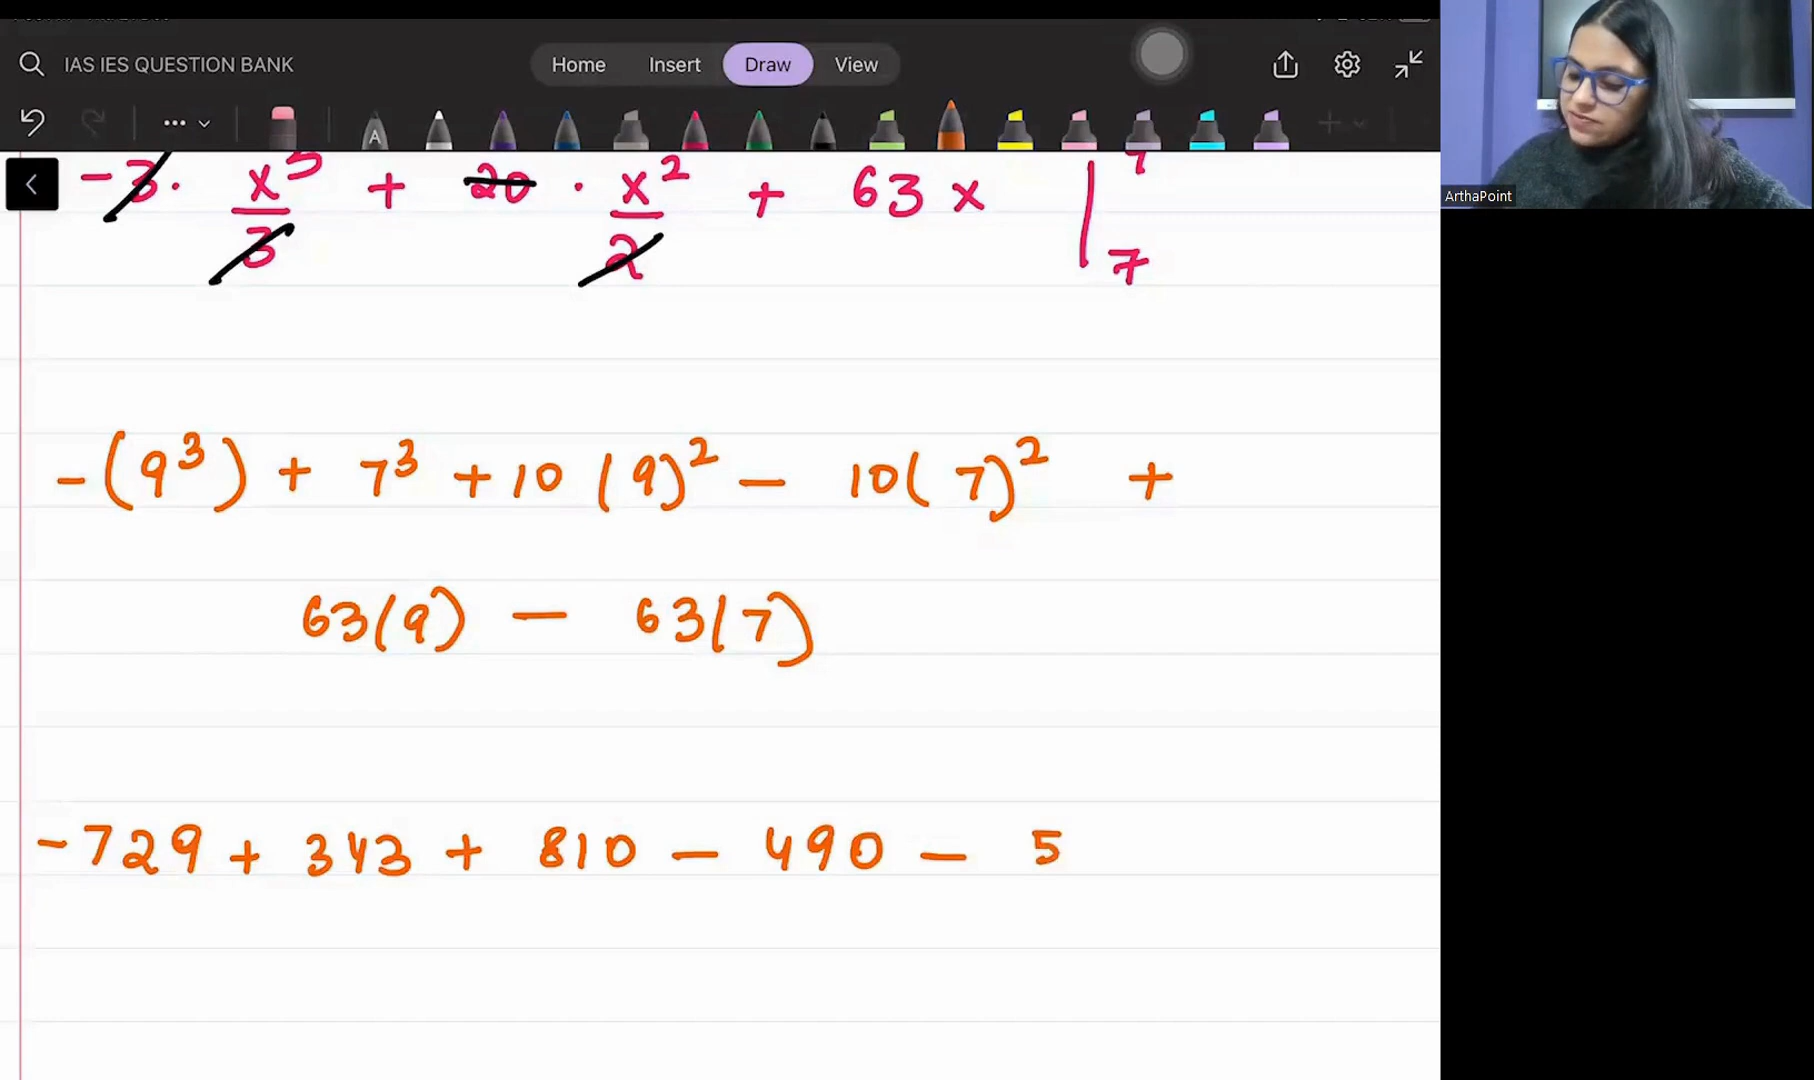 IAS IES QUESTION BANK
Home Insert Draw View
A
-3 · x³/3 + 20 · x²/2 + 63x | 7
-(9³) + 7³ + 10(9)² - 10(7)² +
63(9) - 63(7)
-729 + 343 + 810 - 490 - 5
ArthaPoint